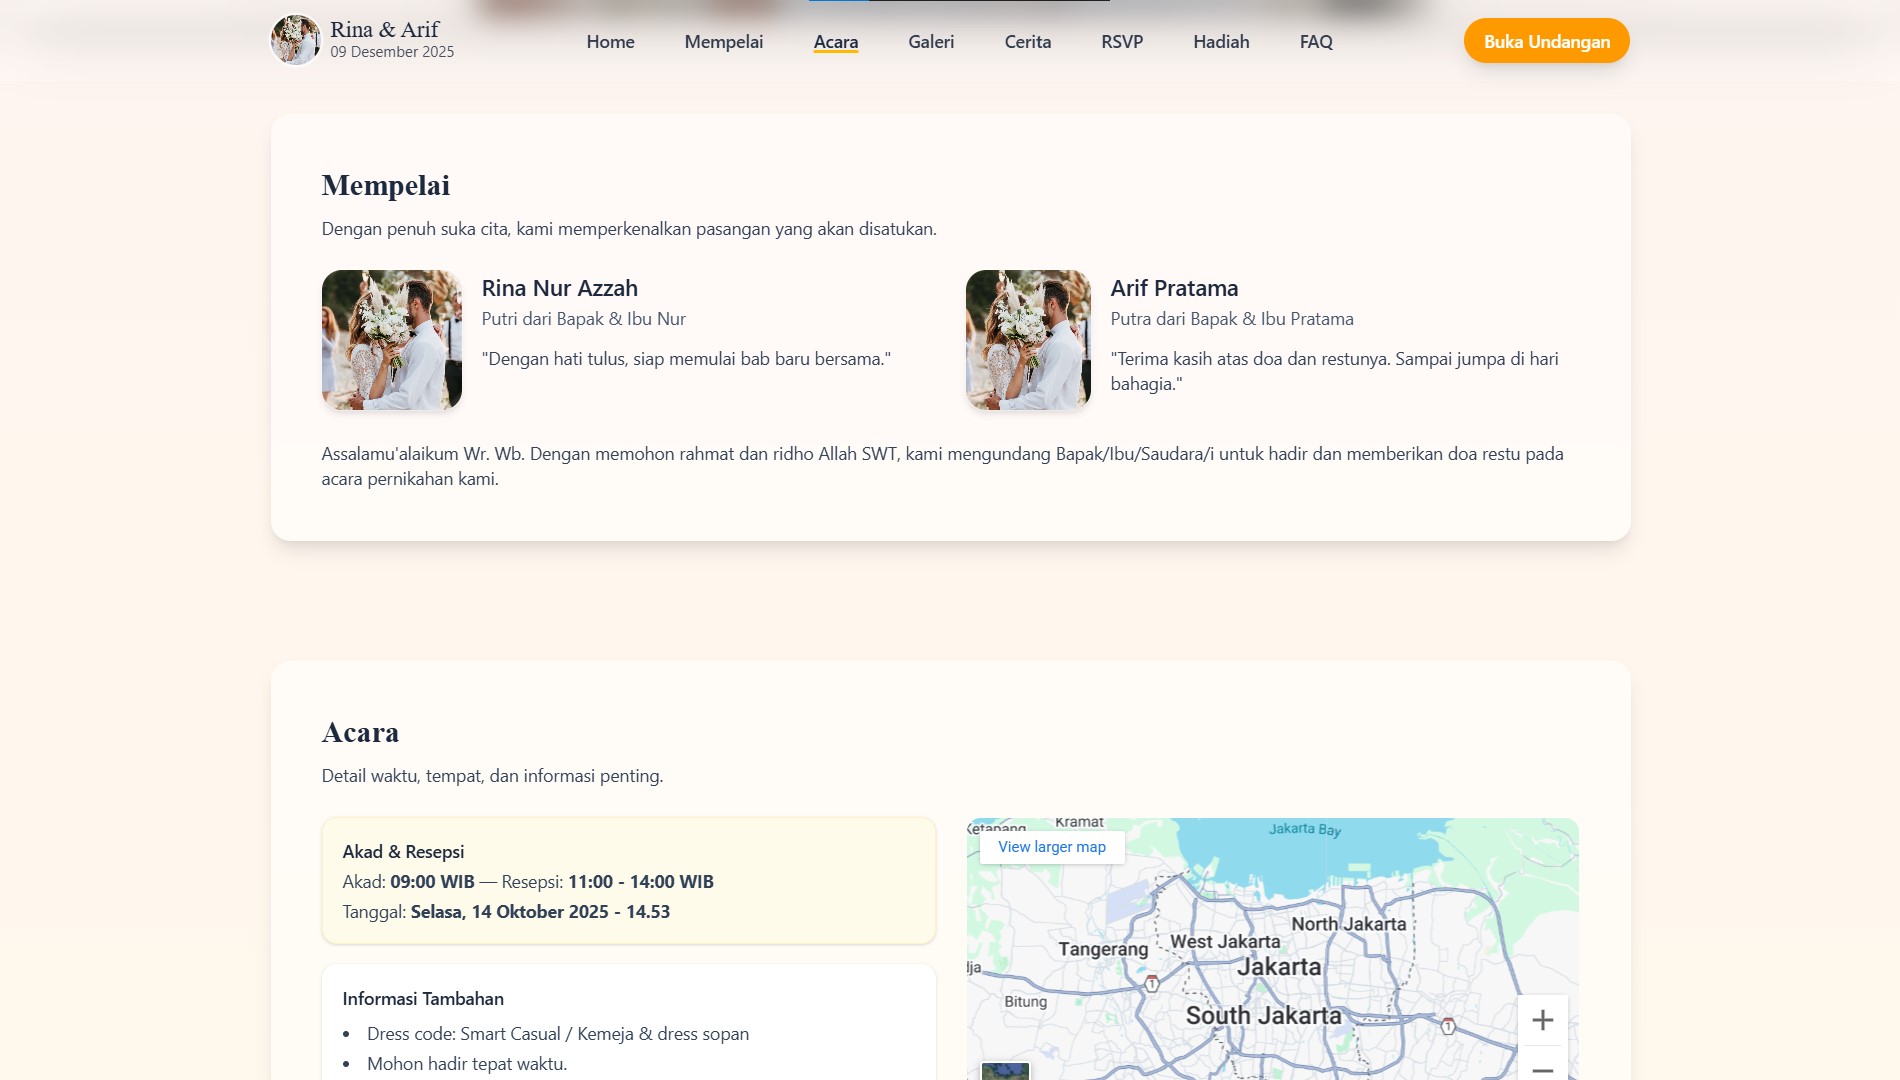 Rina & Arif
09 Desember 2025
Home
Mempelai
Acara
Galeri
Cerita
RSVP
Hadiah
FAQ
Buka Undangan
Mempelai
Dengan penuh suka cita, kami memperkenalkan pasangan yang akan disatukan.
Rina Nur Azzah
Putri dari Bapak & Ibu Nur
"Dengan hati tulus, siap memulai bab baru bersama."
Arif Pratama
Putra dari Bapak & Ibu Pratama
"Terima kasih atas doa dan restunya. Sampai jumpa di hari
bahagia."
Assalamu'alaikum Wr. Wb. Dengan memohon rahmat dan ridho Allah SWT, kami mengundang Bapak/Ibu/Saudara/i untuk hadir dan memberikan doa restu pada
acara pernikahan kami.
Acara
Detail waktu, tempat, dan informasi penting.
Akad & Resepsi
Akad: 09:00 WIB — Resepsi: 11:00 - 14:00 WIB
Tanggal: Selasa, 14 Oktober 2025 - 14.53
Informasi Tambahan
• Dress code: Smart Casual / Kemeja & dress sopan
• Mohon hadir tepat waktu.
Ketapang
Kramat
Jakarta Bay
View larger map
North Jakarta
West Jakarta
Tangerang
Jakarta
1
Bitung
South Jakarta
1